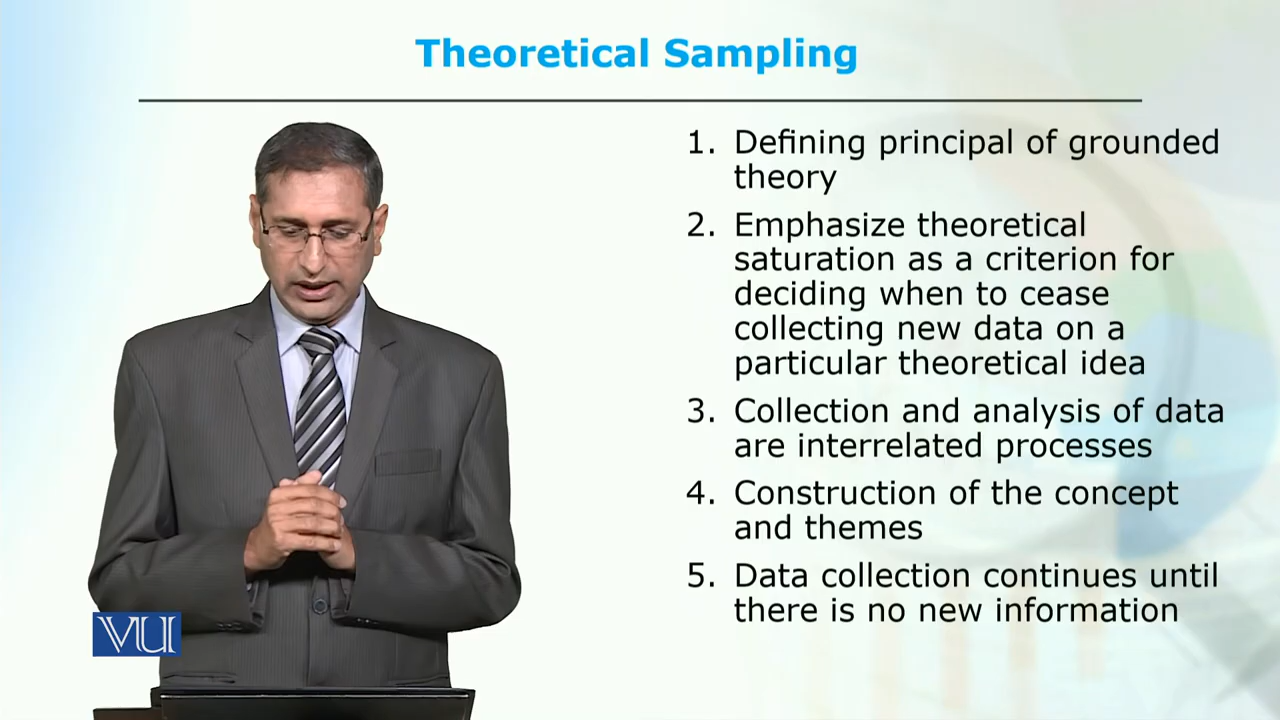 Theoretical Sampling
1. Defining principal of grounded
theory
2. Emphasize theoretical
saturation as a criterion for
deciding when to cease
collecting new data on a
particular theoretical idea
3. Collection and analysis of data
are interrelated processes
4. Construction of the concept
and themes
5. Data collection continues until
there is no new information
VU